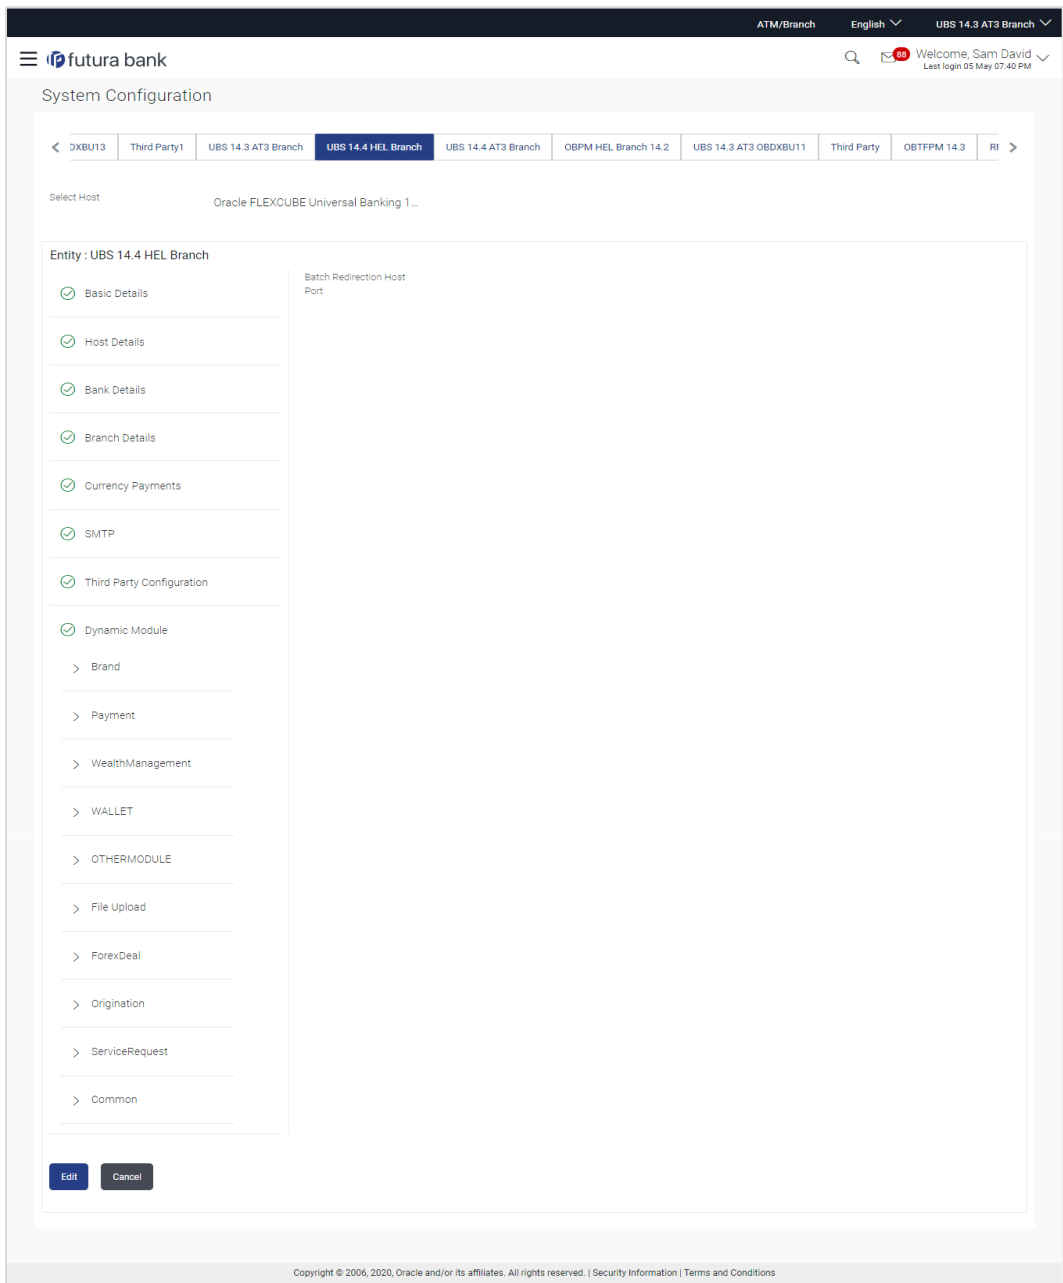 ATM/Branch English UBS 14.3 AT3 Branch
futura bank 88 Welcome, Sam David
Last login 05 May 07:40 PM
System Configuration
DXBU13 Third Party1 UBS 14.3 AT3 Branch UBS 14.4 HEL Branch UBS 14.4 AT3 Branch OBPM HEL Branch 14.2 UBS 14.3 AT3 OBDXBU11 Third Party OBTFPM 14.3
Select Host Oracle FLEXCUBE Universal Banking 1...
Entity : UBS 14.4 HEL Branch
Batch Redirection Host
Port
Basic Details
Host Details
Bank Details
Branch Details
Currency Payments
SMTP
Third Party Configuration
Dynamic Module
Brand
Payment
WealthManagement
WALLET
OTHERMODULE
File Upload
ForexDeal
Origination
ServiceRequest
Common
Edit Cancel
Copyright © 2006, 2020, Oracle and/or its affiliates. All rights reserved. | Security Information | Terms and Conditions